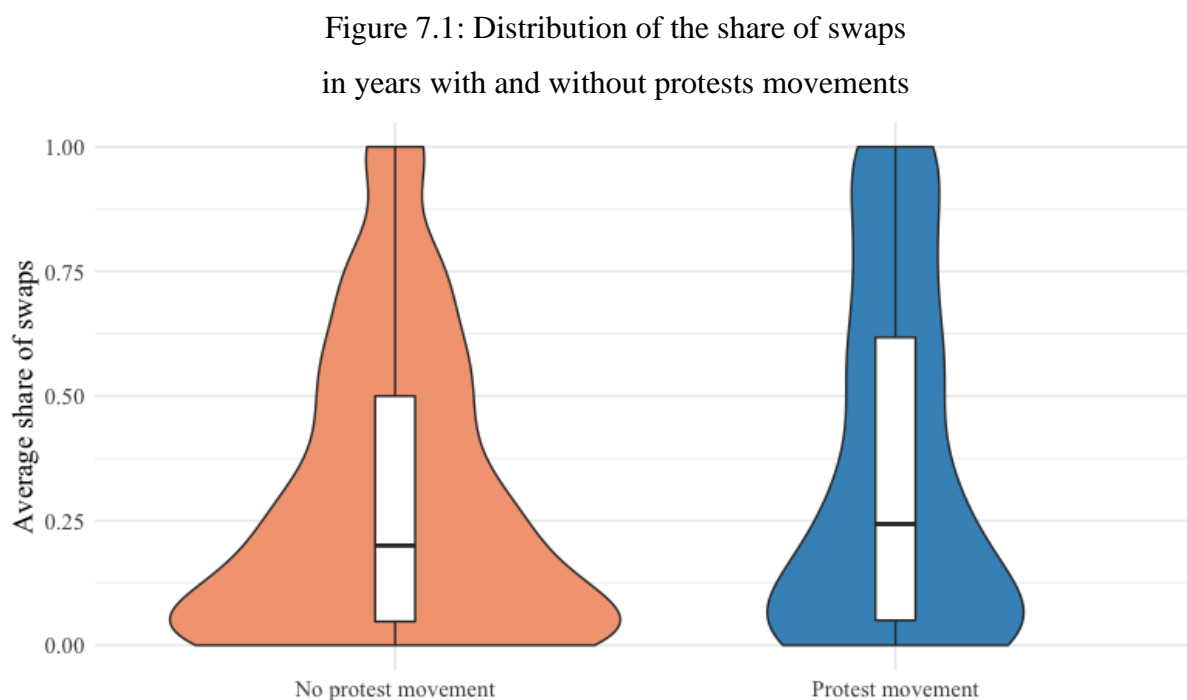 Figure 7.1: Distribution of the share of swaps
in years with and without protests movements
Average share of swaps
1.00
0.75
0.50
0.25
0.00
No protest movement
Protest movement